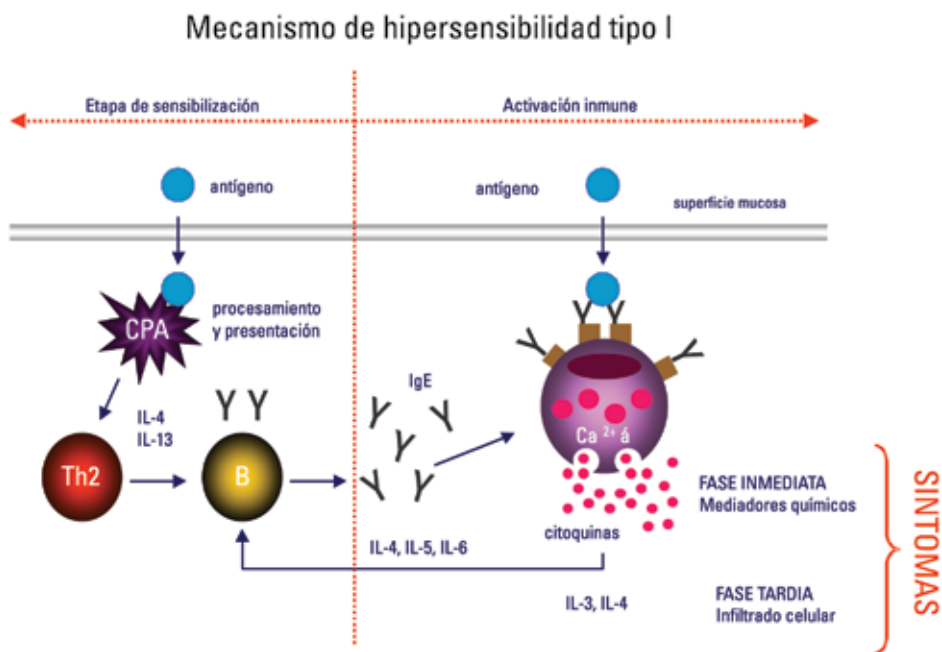 Mecanismo de hipersensibilidad tipo I
Etapa de sensibilización
Activación inmune
antígeno
antígeno
superficie mucosa
CPA
procesamiento
y presentación
IgE
IL-4
IL-13
Ca 2+ á
Th2
B
FASE INMEDIATA
Mediadores químicos
citoquinas
IL-4, IL-5, IL-6
IL-3, IL-4
FASE TARDIA
Infiltrado celular
SINTOMAS